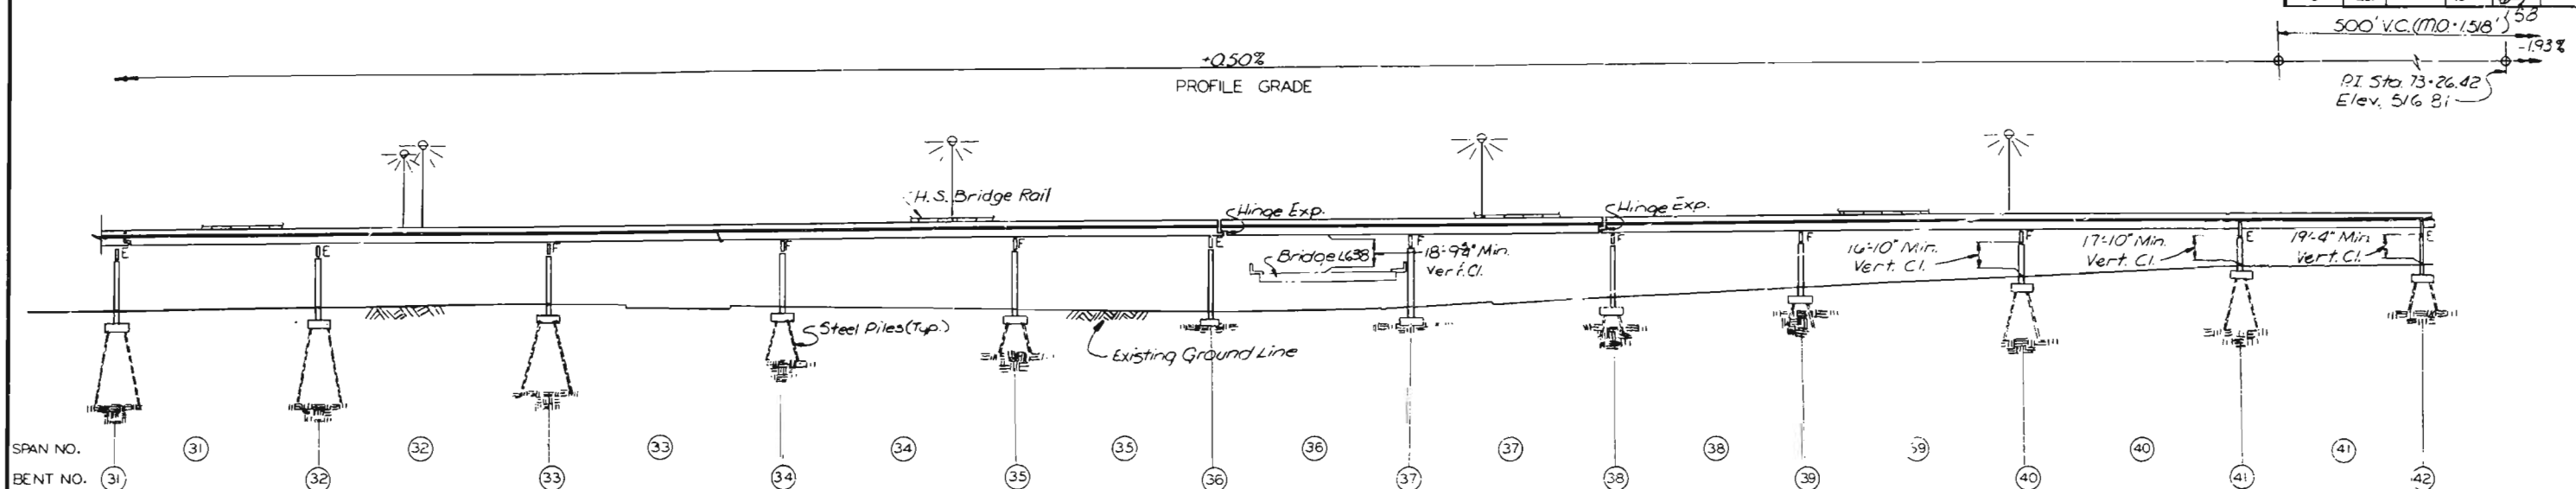 500' V.C. (M.O. = 1.518')
58
-1.93%
+0.50%
PROFILE GRADE
P.I. Sta. 73+26.42
Elev. 516.81
H.S. Bridge Rail
Hinge Exp.
Hinge Exp.
E E F F F E F F F F E E
Bridge L638
18'-9¾" Min.
Vert. Cl.
16'-10" Min.
Vert. Cl.
17'-10" Min.
Vert. Cl.
19'-4" Min.
Vert. Cl.
Steel Piles (Typ.)
Existing Ground Line
SPAN NO. 31 32 33 34 35 36 37 38 39 40 41
BENT NO. 31 32 33 34 35 36 37 38 39 40 41 42